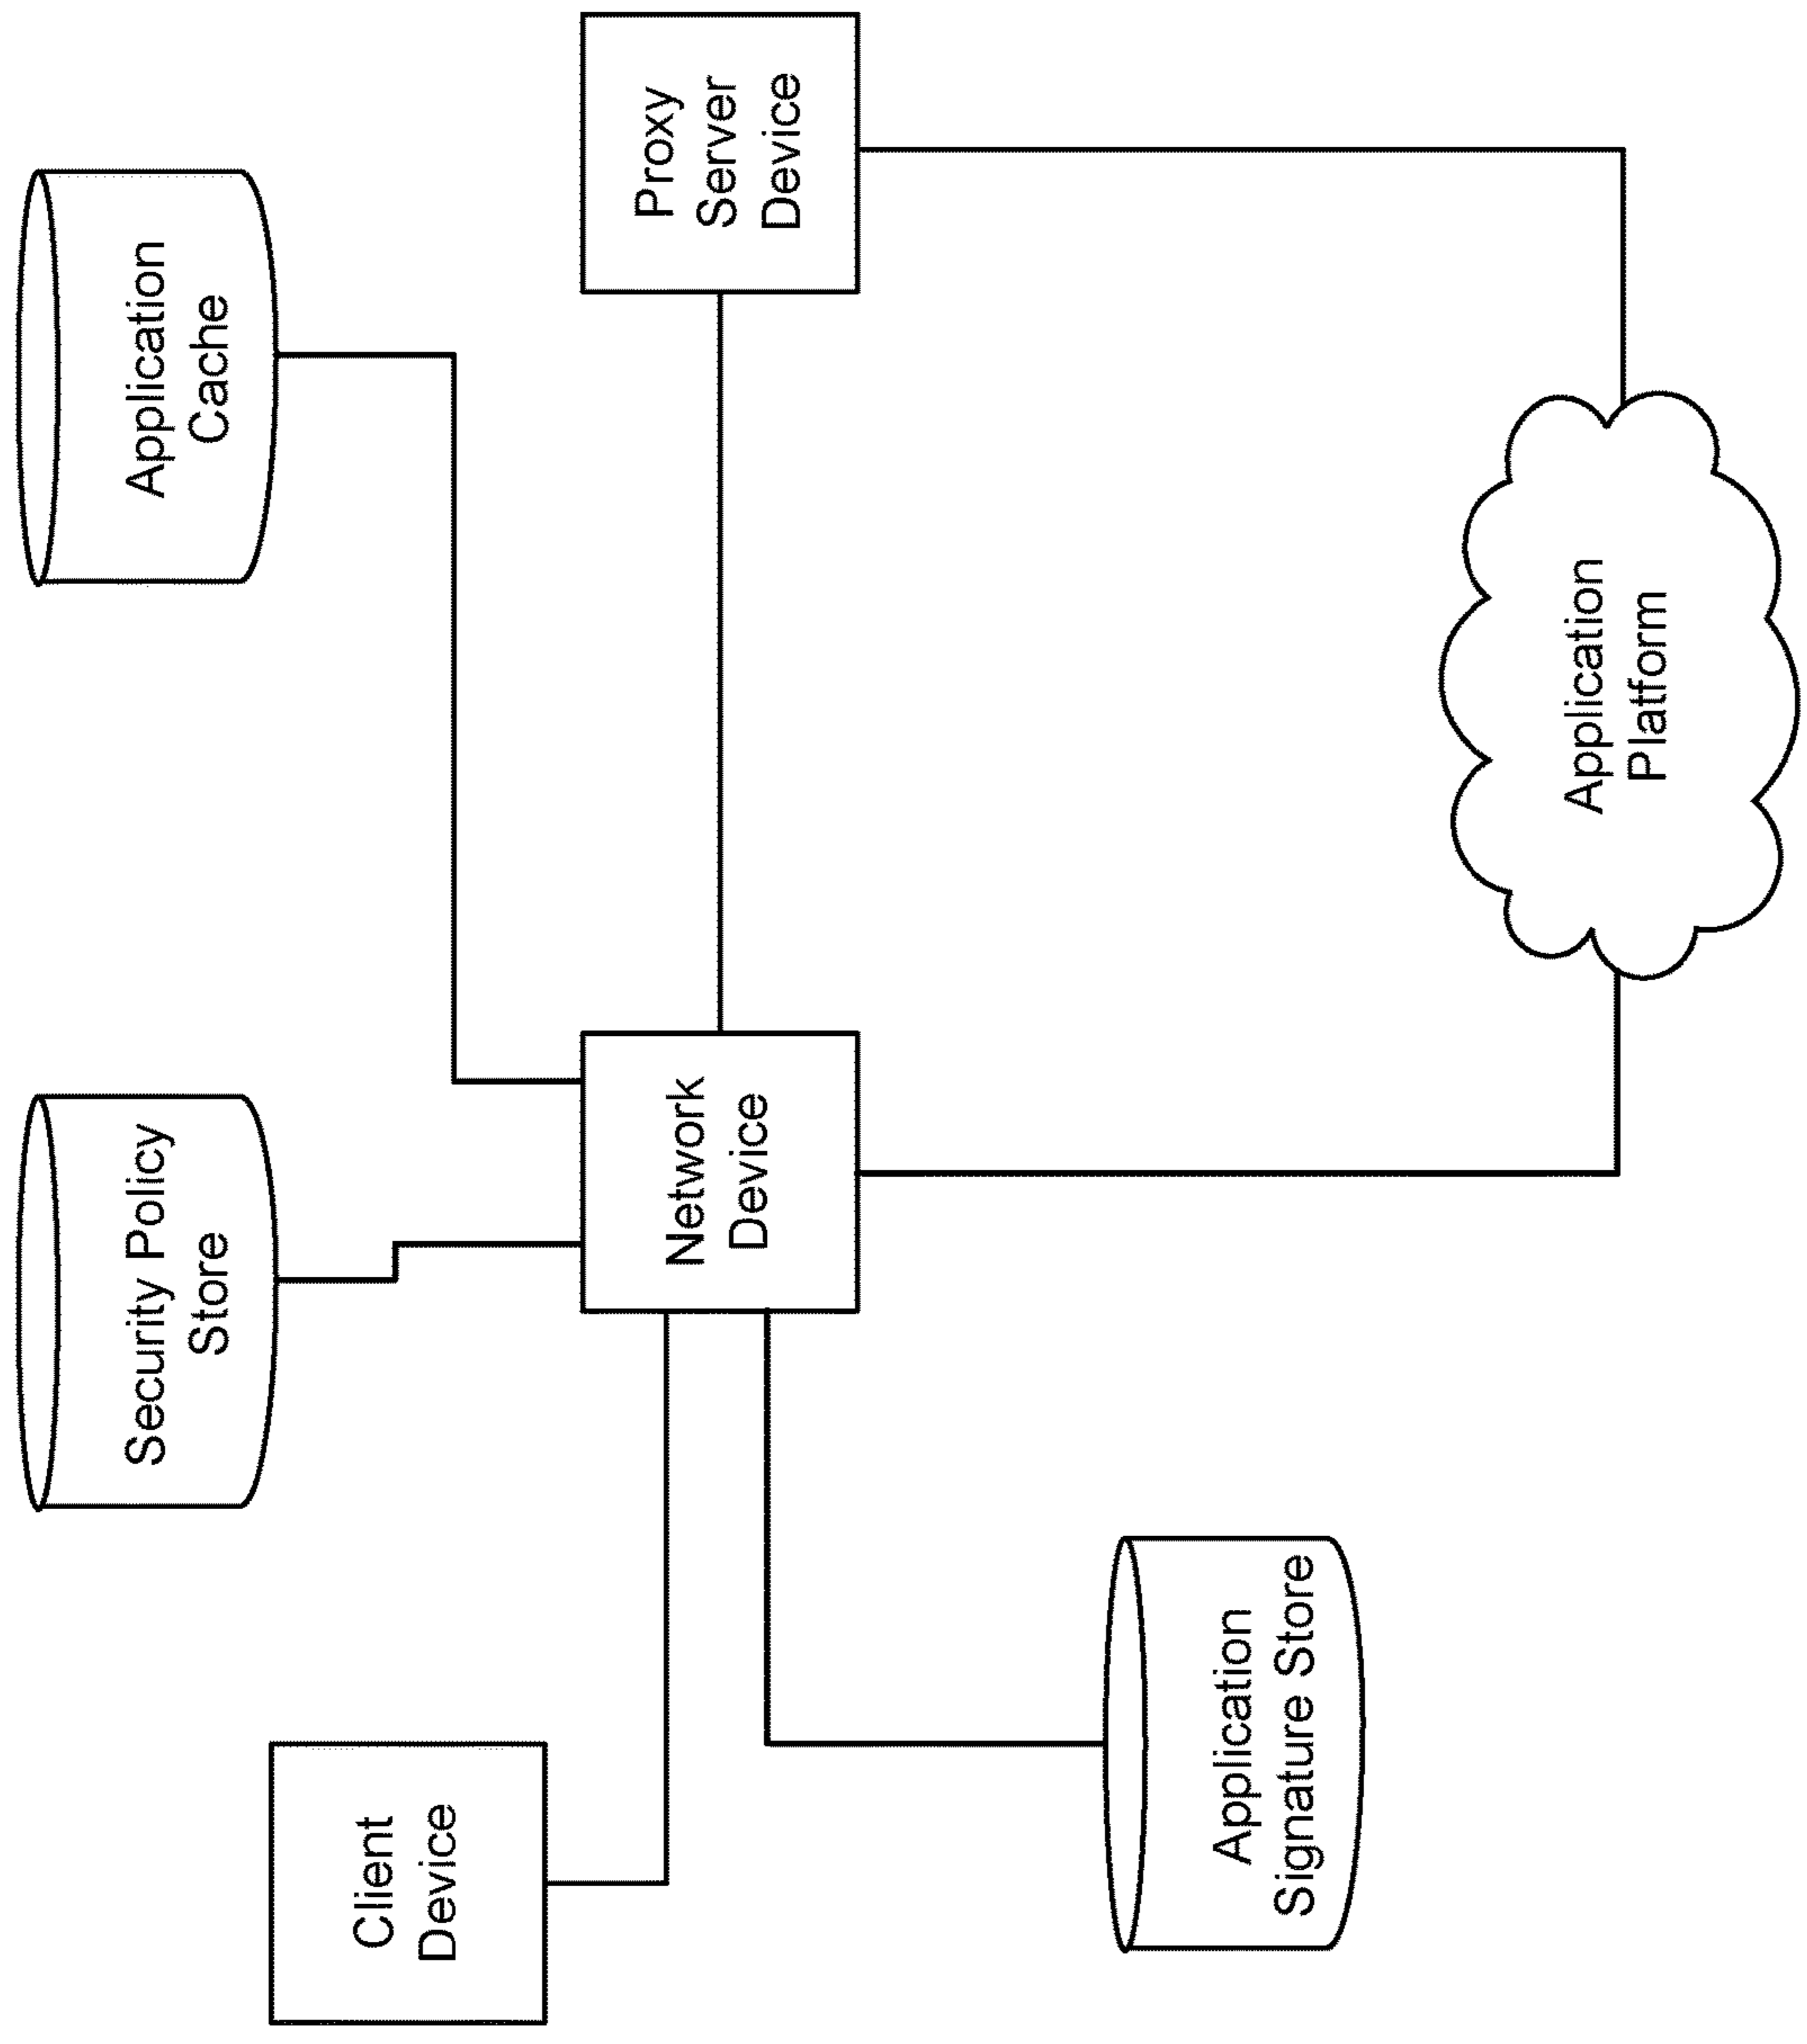 Client
Device
Security Policy
Store
Application
Cache
Network
Device
Proxy
Server
Device
Application
Signature Store
Application
Platform